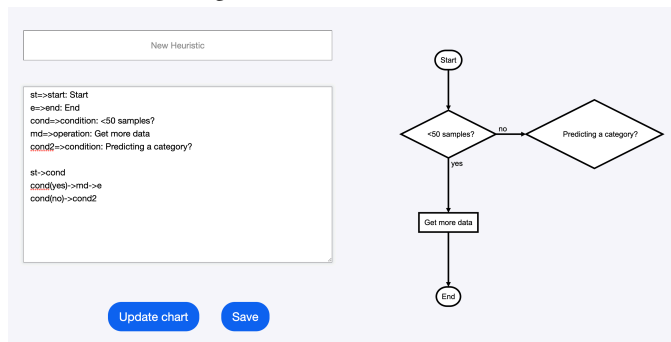 New Heuristic
st=>start: Start
e=>end: End
cond=>condition: <50 samples?
md=>operation: Get more data
cond2=>condition: Predicting a category?
st->cond
cond(yes)->md->e
cond(no)->cond2
Update chart
Save
Start
<50 samples?
no
Predicting a category?
yes
Get more data
End